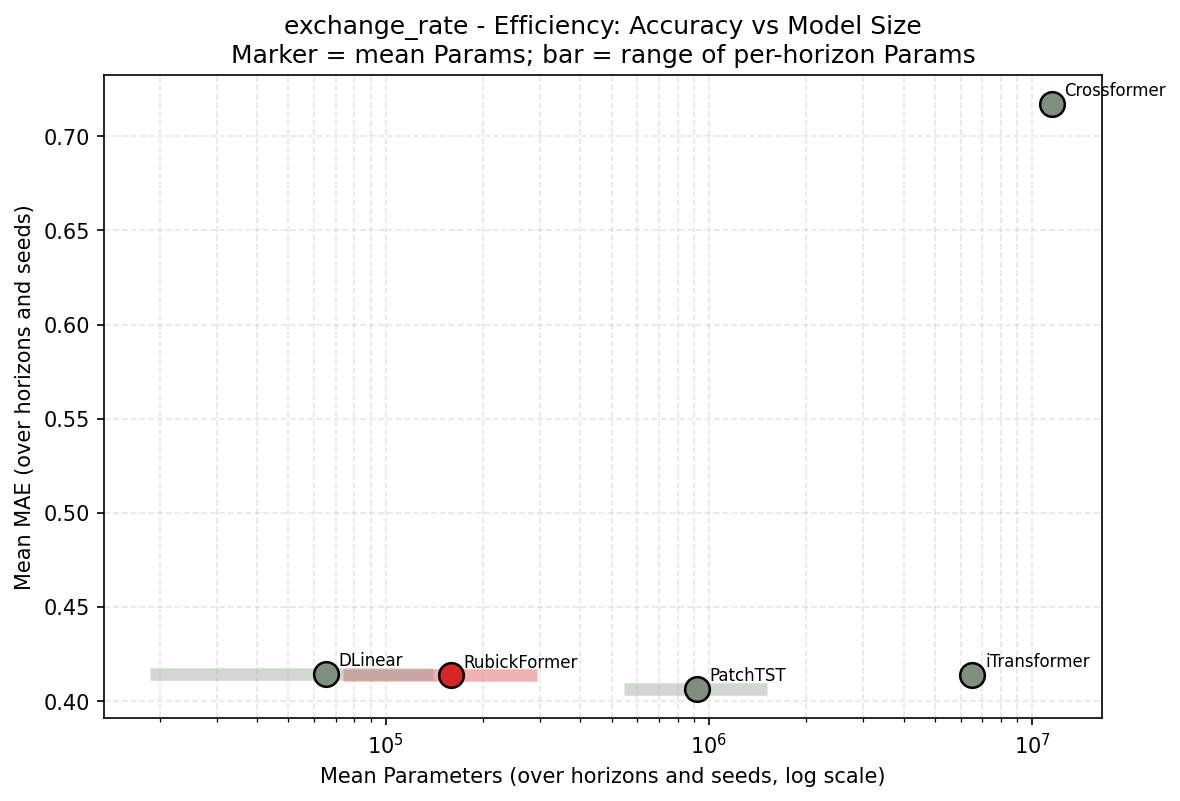 exchange_rate - Efficiency: Accuracy vs Model Size
Marker = mean Params; bar = range of per-horizon Params
Crossformer
0.70
0.65
0.60
0.55
0.50
0.45
0.40
Mean MAE (over horizons and seeds)
DLinear
RubickFormer
PatchTST
iTransformer
10⁵
10⁶
10⁷
Mean Parameters (over horizons and seeds, log scale)